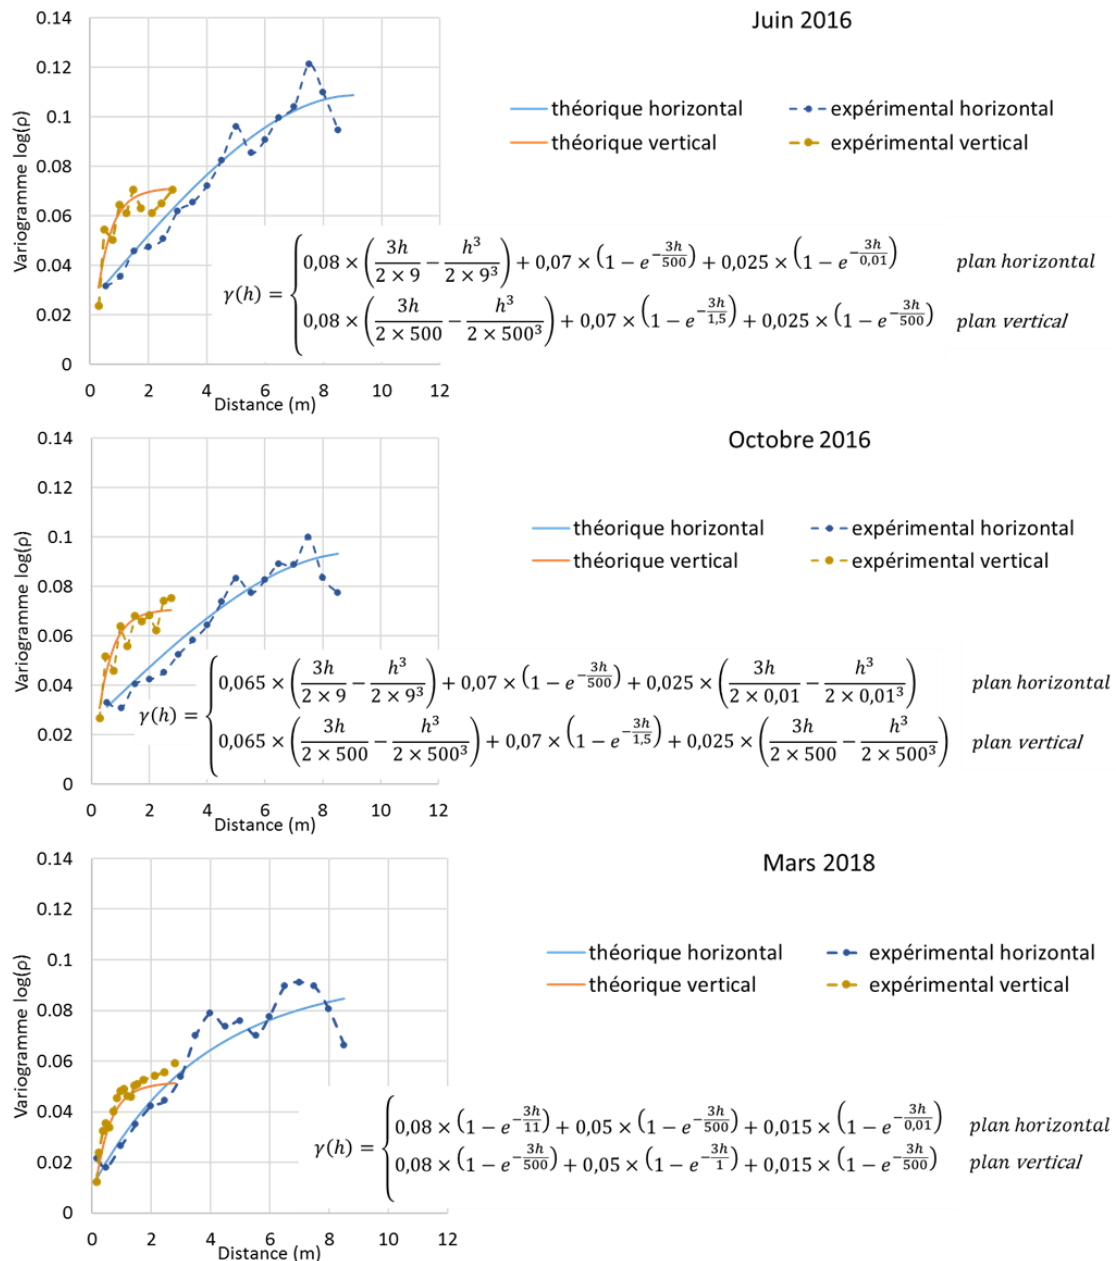 Juin 2016
Variogramme log(ρ)
0.14
0.12
0.1
0.08
0.06
0.04
0.02
0
0 2 4 6 8 10 12
Distance (m)
théorique horizontal expérimental horizontal
théorique vertical expérimental vertical
γ(h) = { 0,08 × (3h/(2 × 9) − h³/(2 × 9³)) + 0,07 × (1 − e^(−3h/500)) + 0,025 × (1 − e^(−3h/0,01)) plan horizontal
0,08 × (3h/(2 × 500) − h³/(2 × 500³)) + 0,07 × (1 − e^(−3h/1,5)) + 0,025 × (1 − e^(−3h/500)) plan vertical
Octobre 2016
Variogramme log(ρ)
0.14
0.12
0.1
0.08
0.06
0.04
0.02
0
0 2 4 6 8 10 12
Distance (m)
théorique horizontal expérimental horizontal
théorique vertical expérimental vertical
γ(h) = { 0,065 × (3h/(2 × 9) − h³/(2 × 9³)) + 0,07 × (1 − e^(−3h/500)) + 0,025 × (3h/(2 × 0,01) − h³/(2 × 0,01³)) plan horizontal
0,065 × (3h/(2 × 500) − h³/(2 × 500³)) + 0,07 × (1 − e^(−3h/1,5)) + 0,025 × (3h/(2 × 500) − h³/(2 × 500³)) plan vertical
Mars 2018
Variogramme log(ρ)
0.14
0.12
0.1
0.08
0.06
0.04
0.02
0
0 2 4 6 8 10 12
Distance (m)
théorique horizontal expérimental horizontal
théorique vertical expérimental vertical
γ(h) = { 0,08 × (1 − e^(−3h/11)) + 0,05 × (1 − e^(−3h/500)) + 0,015 × (1 − e^(−3h/0,01)) plan horizontal
0,08 × (1 − e^(−3h/500)) + 0,05 × (1 − e^(−3h/1)) + 0,015 × (1 − e^(−3h/500)) plan vertical